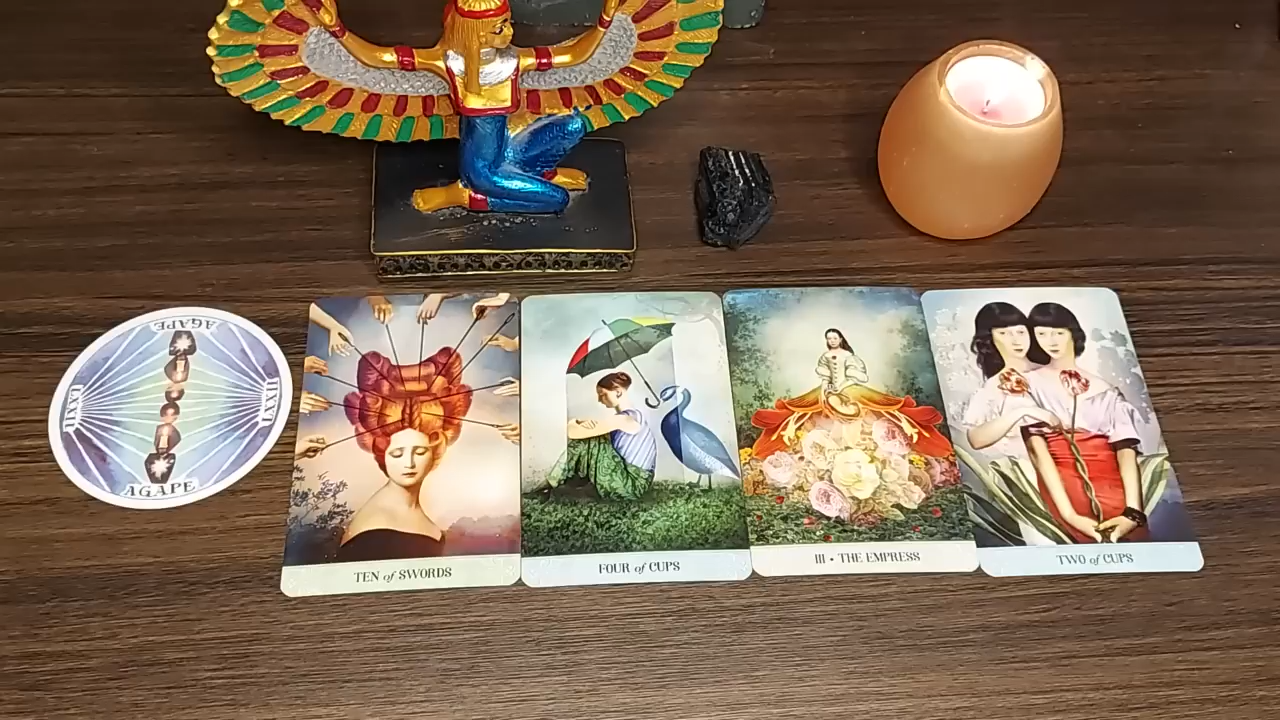 AGAPE
LXXII
LXXII
AGAPE
TEN of SWORDS
FOUR of CUPS
III • THE EMPRESS
TWO of CUPS